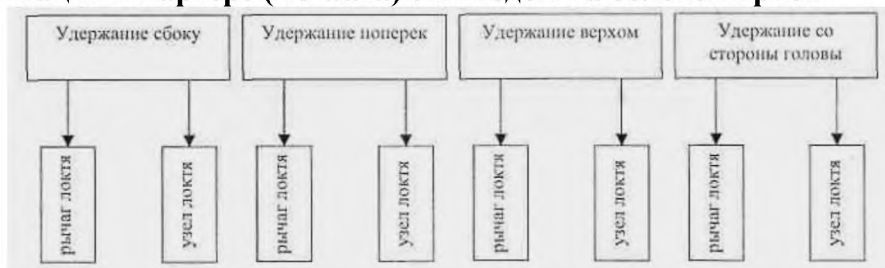 Удержание сбоку
Удержание поперек
Удержание верхом
Удержание со
стороны головы
рычаг локтя
узел локтя
рычаг локтя
узел локтя
рычаг локтя
узел локтя
рычаг локтя
узел локтя